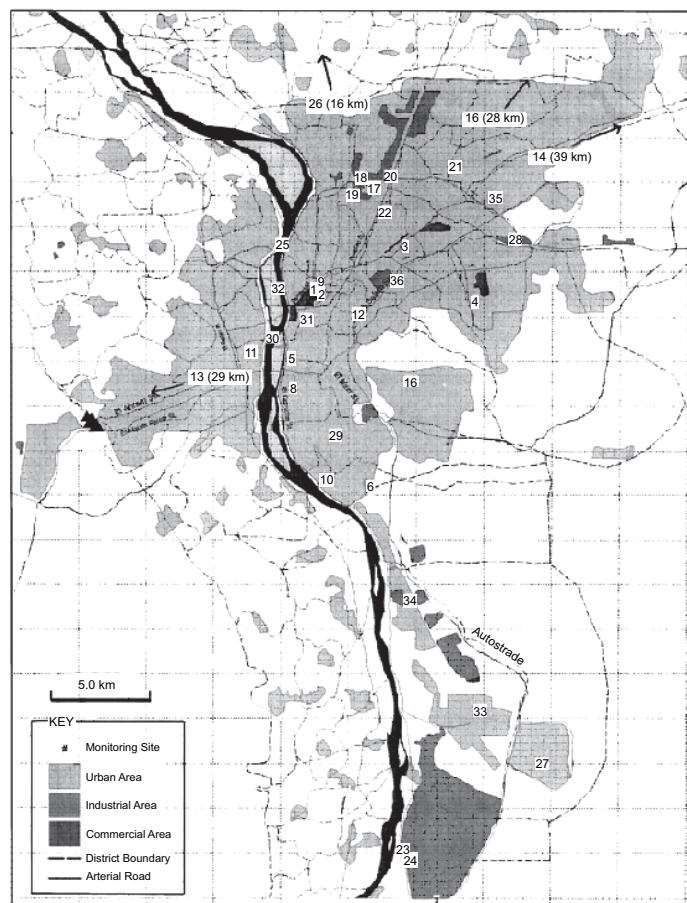 26 (16 km)
16 (28 km)
14 (39 km)
18
20
21
19
17
35
22
25
3
28
9
36
32
1
2
4
31
12
30
11
5
13 (29 km)
16
8
29
10
6
34
Autostrade
5.0 km
33
27
KEY
# Monitoring Site
Urban Area
Industrial Area
Commercial Area
District Boundary
Arterial Road
23
24